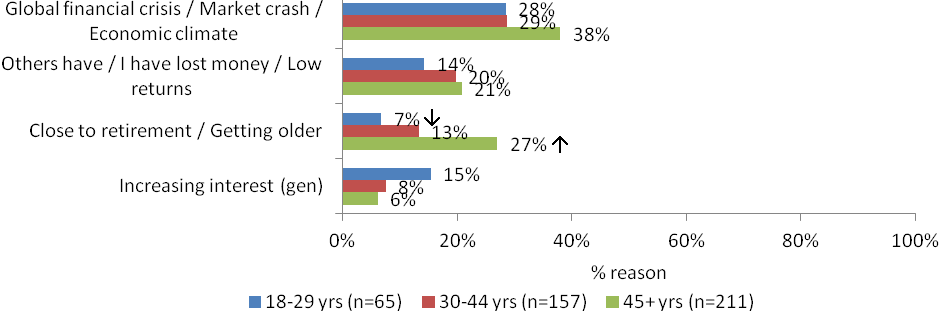 Global financial crisis / Market crash /
Economic climate
28%
29%
38%
Others have / I have lost money / Low
returns
14%
20%
21%
Close to retirement / Getting older
7%
13%
27%
Increasing interest (gen)
15%
8%
6%
0% 20% 40% 60% 80% 100%
% reason
18-29 yrs (n=65) 30-44 yrs (n=157) 45+ yrs (n=211)